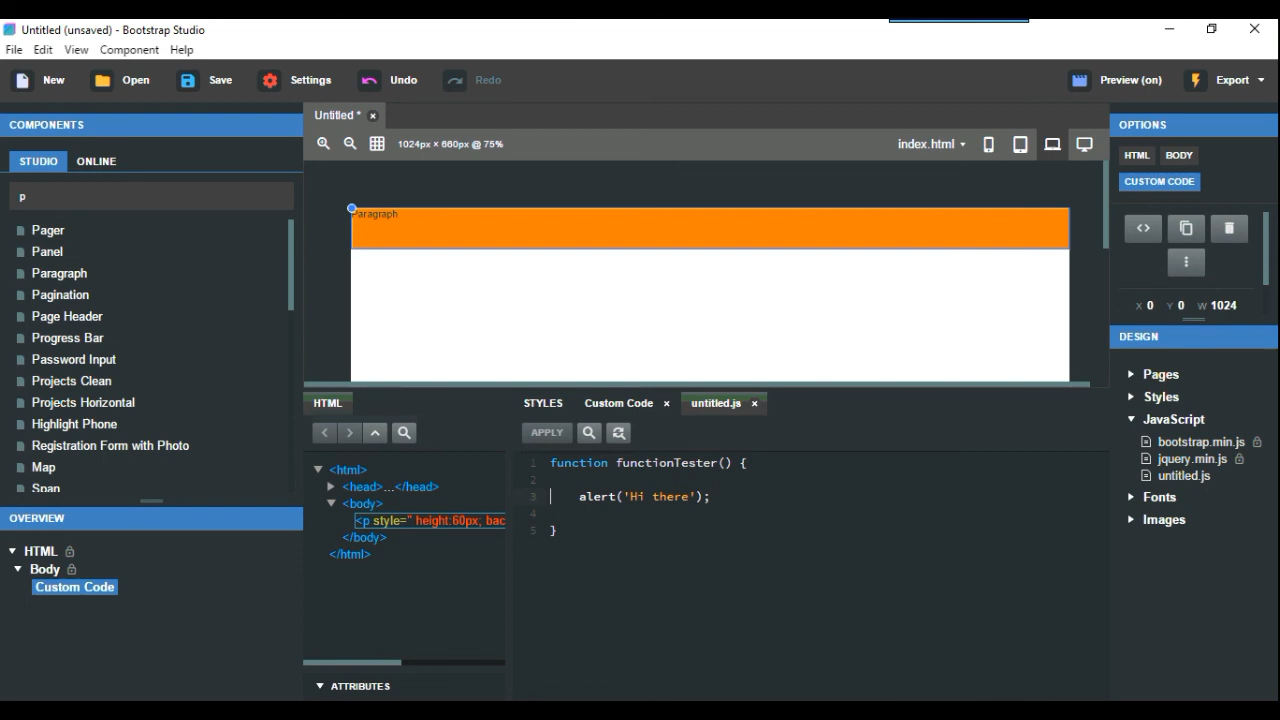 Untitled (unsaved) - Bootstrap Studio
File Edit View Component Help
New Open Save Settings Undo Redo Preview (on) Export
COMPONENTS
STUDIO ONLINE
p
Pager
Panel
Paragraph
Pagination
Page Header
Progress Bar
Password Input
Projects Clean
Projects Horizontal
Highlight Phone
Registration Form with Photo
Map
Span
OVERVIEW
HTML
Body
Custom Code
Untitled *
1024px × 660px @ 75%
index.html
Paragraph
HTML
<html>
<head>...</head>
<body>
<p style=" height:60px; bac
</body>
</html>
ATTRIBUTES
STYLES Custom Code untitled.js
APPLY
1 function functionTester() {
2
3 alert('Hi there');
4
5 }
OPTIONS
HTML BODY
CUSTOM CODE
X 0 Y 0 W 1024
DESIGN
Pages
Styles
JavaScript
bootstrap.min.js
jquery.min.js
untitled.js
Fonts
Images